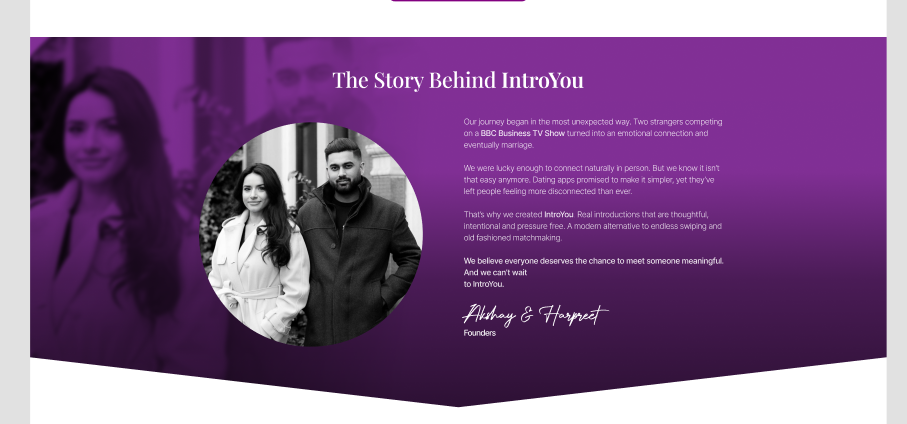 The Story Behind IntroYou
Our journey began in the most unexpected way. Two strangers competing
on a BBC Business TV Show turned into an emotional connection and
eventually marriage.
We were lucky enough to connect naturally in person. But we know it isn't
that easy anymore. Dating apps promised to make it simpler, yet they've
left people feeling more disconnected than ever.
That's why we created IntroYou. Real introductions that are thoughtful,
intentional and pressure free. A modern alternative to endless swiping and
old fashioned matchmaking.
We believe everyone deserves the chance to meet someone meaningful.
And we can't wait
to IntroYou.
Akshay & Harpreet
Founders